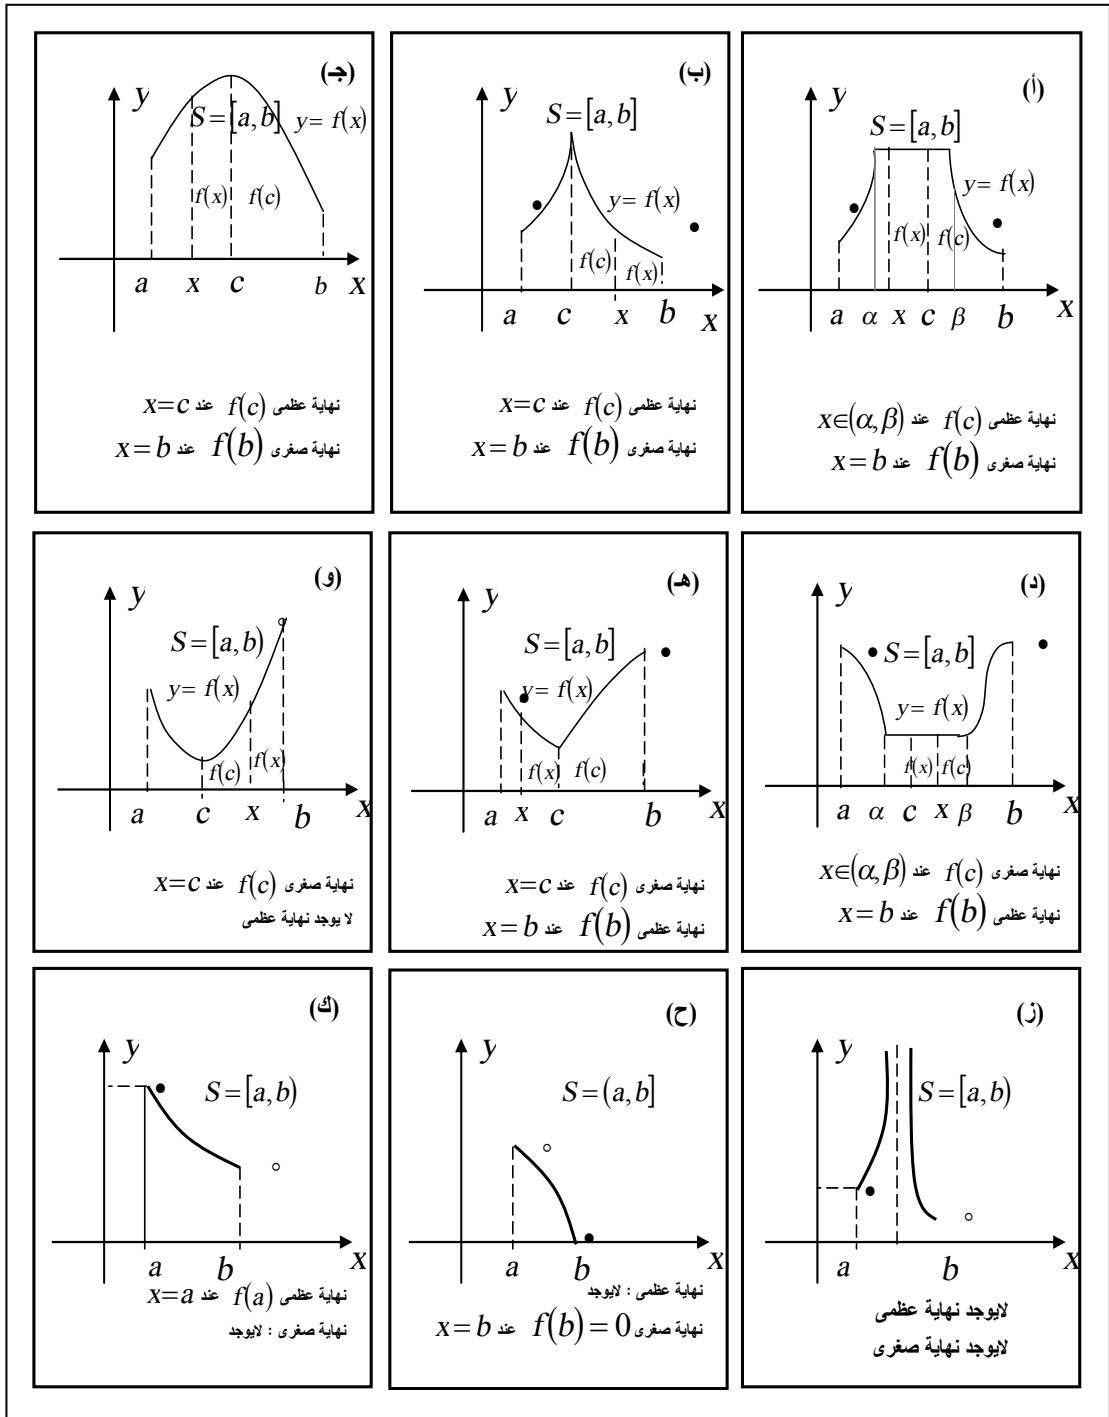 (أ)
y
S=[a,b]
y= f(x)
f(x) f(c)
a α x c β b x
نهاية عظمى f(c) عند x∈(α,β)
نهاية صغرى f(b) عند x=b
(ب)
y
S=[a,b]
y= f(x)
f(c) f(x)
a c x b x
نهاية عظمى f(c) عند x=c
نهاية صغرى f(b) عند x=b
(جـ)
y
S=[a,b] y= f(x)
f(x) f(c)
a x c b x
نهاية عظمى f(c) عند x=c
نهاية صغرى f(b) عند x=b
(د)
y
S=[a,b]
y= f(x)
f(x) f(c)
a α c x β b x
نهاية صغرى f(c) عند x∈(α,β)
نهاية عظمى f(b) عند x=b
(هـ)
y
S=[a,b]
y= f(x)
f(x) f(c)
a x c b x
نهاية صغرى f(c) عند x=c
نهاية عظمى f(b) عند x=b
(و)
y
S=[a,b)
y= f(x)
f(c) f(x)
a c x b x
نهاية صغرى f(c) عند x=c
لا يوجد نهاية عظمى
(ز)
y
S=[a,b)
a b x
لايوجد نهاية عظمى
لايوجد نهاية صغرى
(ح)
y
S=(a,b]
a b x
نهاية عظمى : لايوجد
نهاية صغرى f(b)=0 عند x=b
(ك)
y
S=[a,b)
a b x
نهاية عظمى f(a) عند x=a
نهاية صغرى : لايوجد